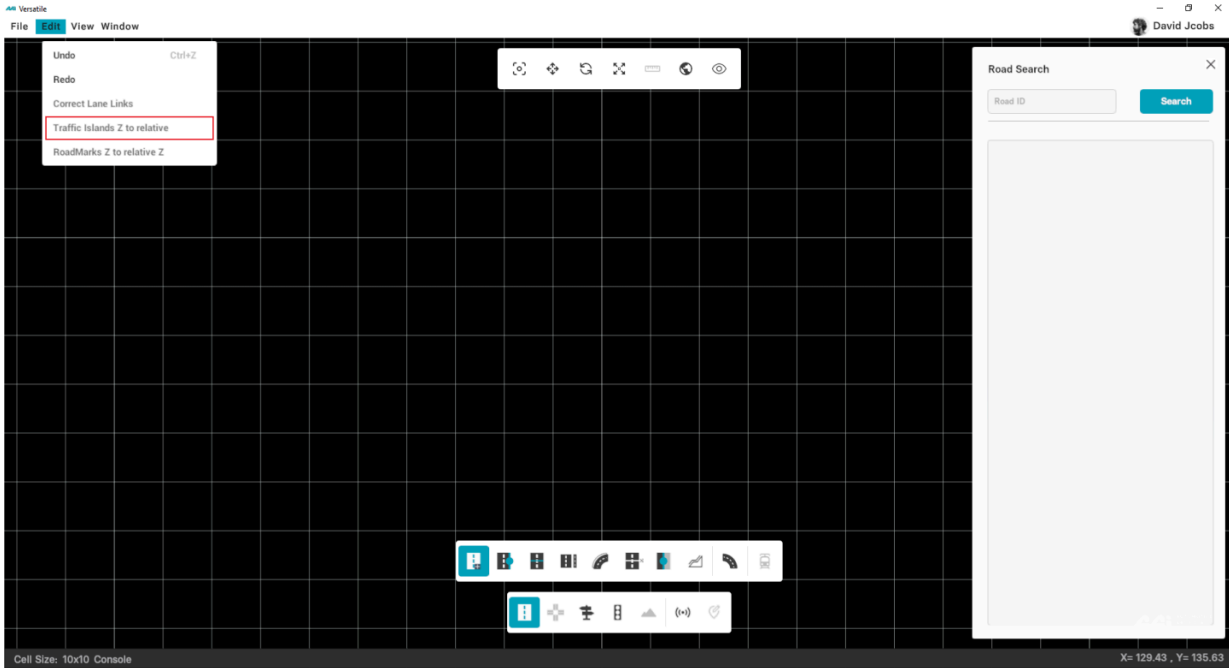 Versatile
File Edit View Window
David Jcobs
Undo Ctrl+Z
Redo
Correct Lane Links
Traffic Islands Z to relative
RoadMarks Z to relative Z
Road Search
Road ID
Search
Cell Size: 10x10 Console
X= 129.43 , Y= 135.63